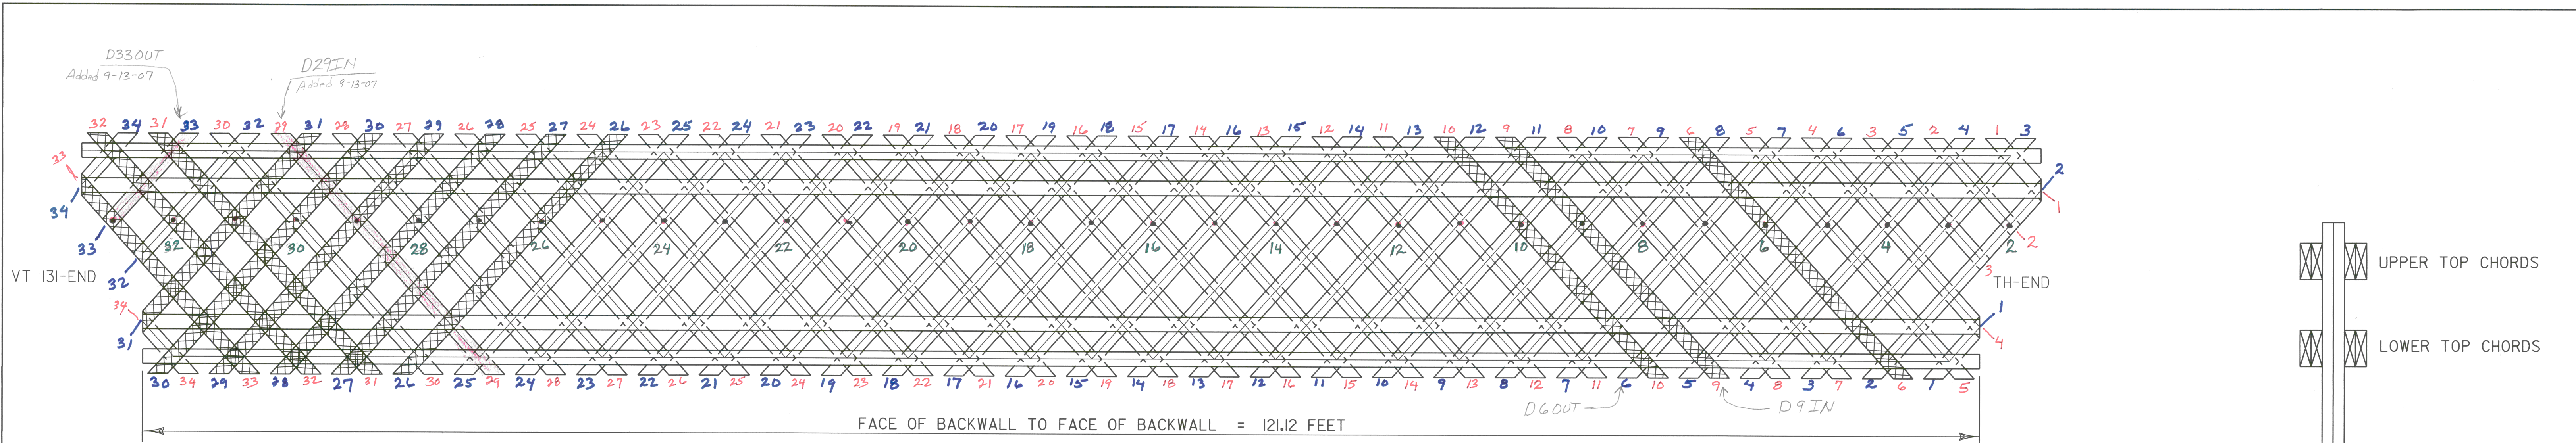 D33OUT
Added 9-13-07
D29IN
Added 9-13-07
32 34 31 33 30 32 29 31 28 30 27 29 26 28 25 27 24 26 23 25 22 24 21 23 20 22 19 21 18 20 17 19 16 18 15 17 14 16 13 15 12 14 11 13 10 12 9 11 8 10 7 9 6 8 5 7 4 6 3 5 2 4 1 3
33 2
34 1
33 32 30 28 26 24 22 20 18 16 14 12 10 8 6 4 2 2
32
VT 131-END 32 3 TH-END
34 1
31 4
30 34 29 33 28 32 27 31 26 30 25 29 24 28 23 27 22 26 21 25 20 24 19 23 18 22 17 21 16 20 15 19 14 18 13 17 12 16 11 15 10 14 9 13 8 12 7 11 6 10 5 9 4 8 3 7 2 6 1 5
D6OUT D9IN
FACE OF BACKWALL TO FACE OF BACKWALL = 121.12 FEET
UPPER TOP CHORDS
LOWER TOP CHORDS